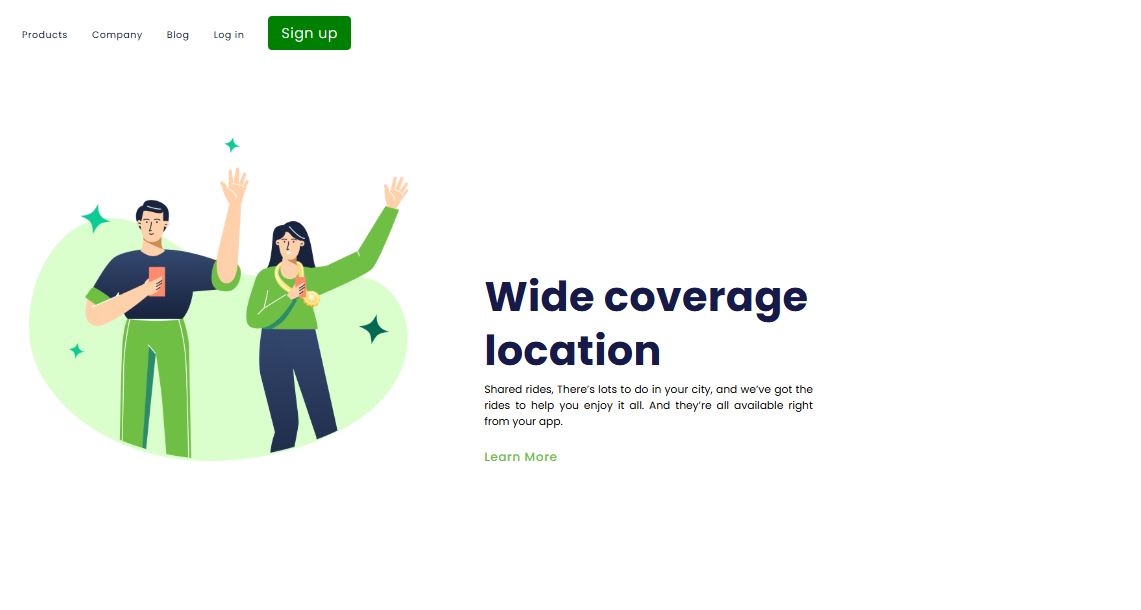 Products Company Blog Log in Sign up
Wide coverage
location
Shared rides, There’s lots to do in your city, and we’ve got the
rides to help you enjoy it all. And they’re all available right
from your app.
Learn More